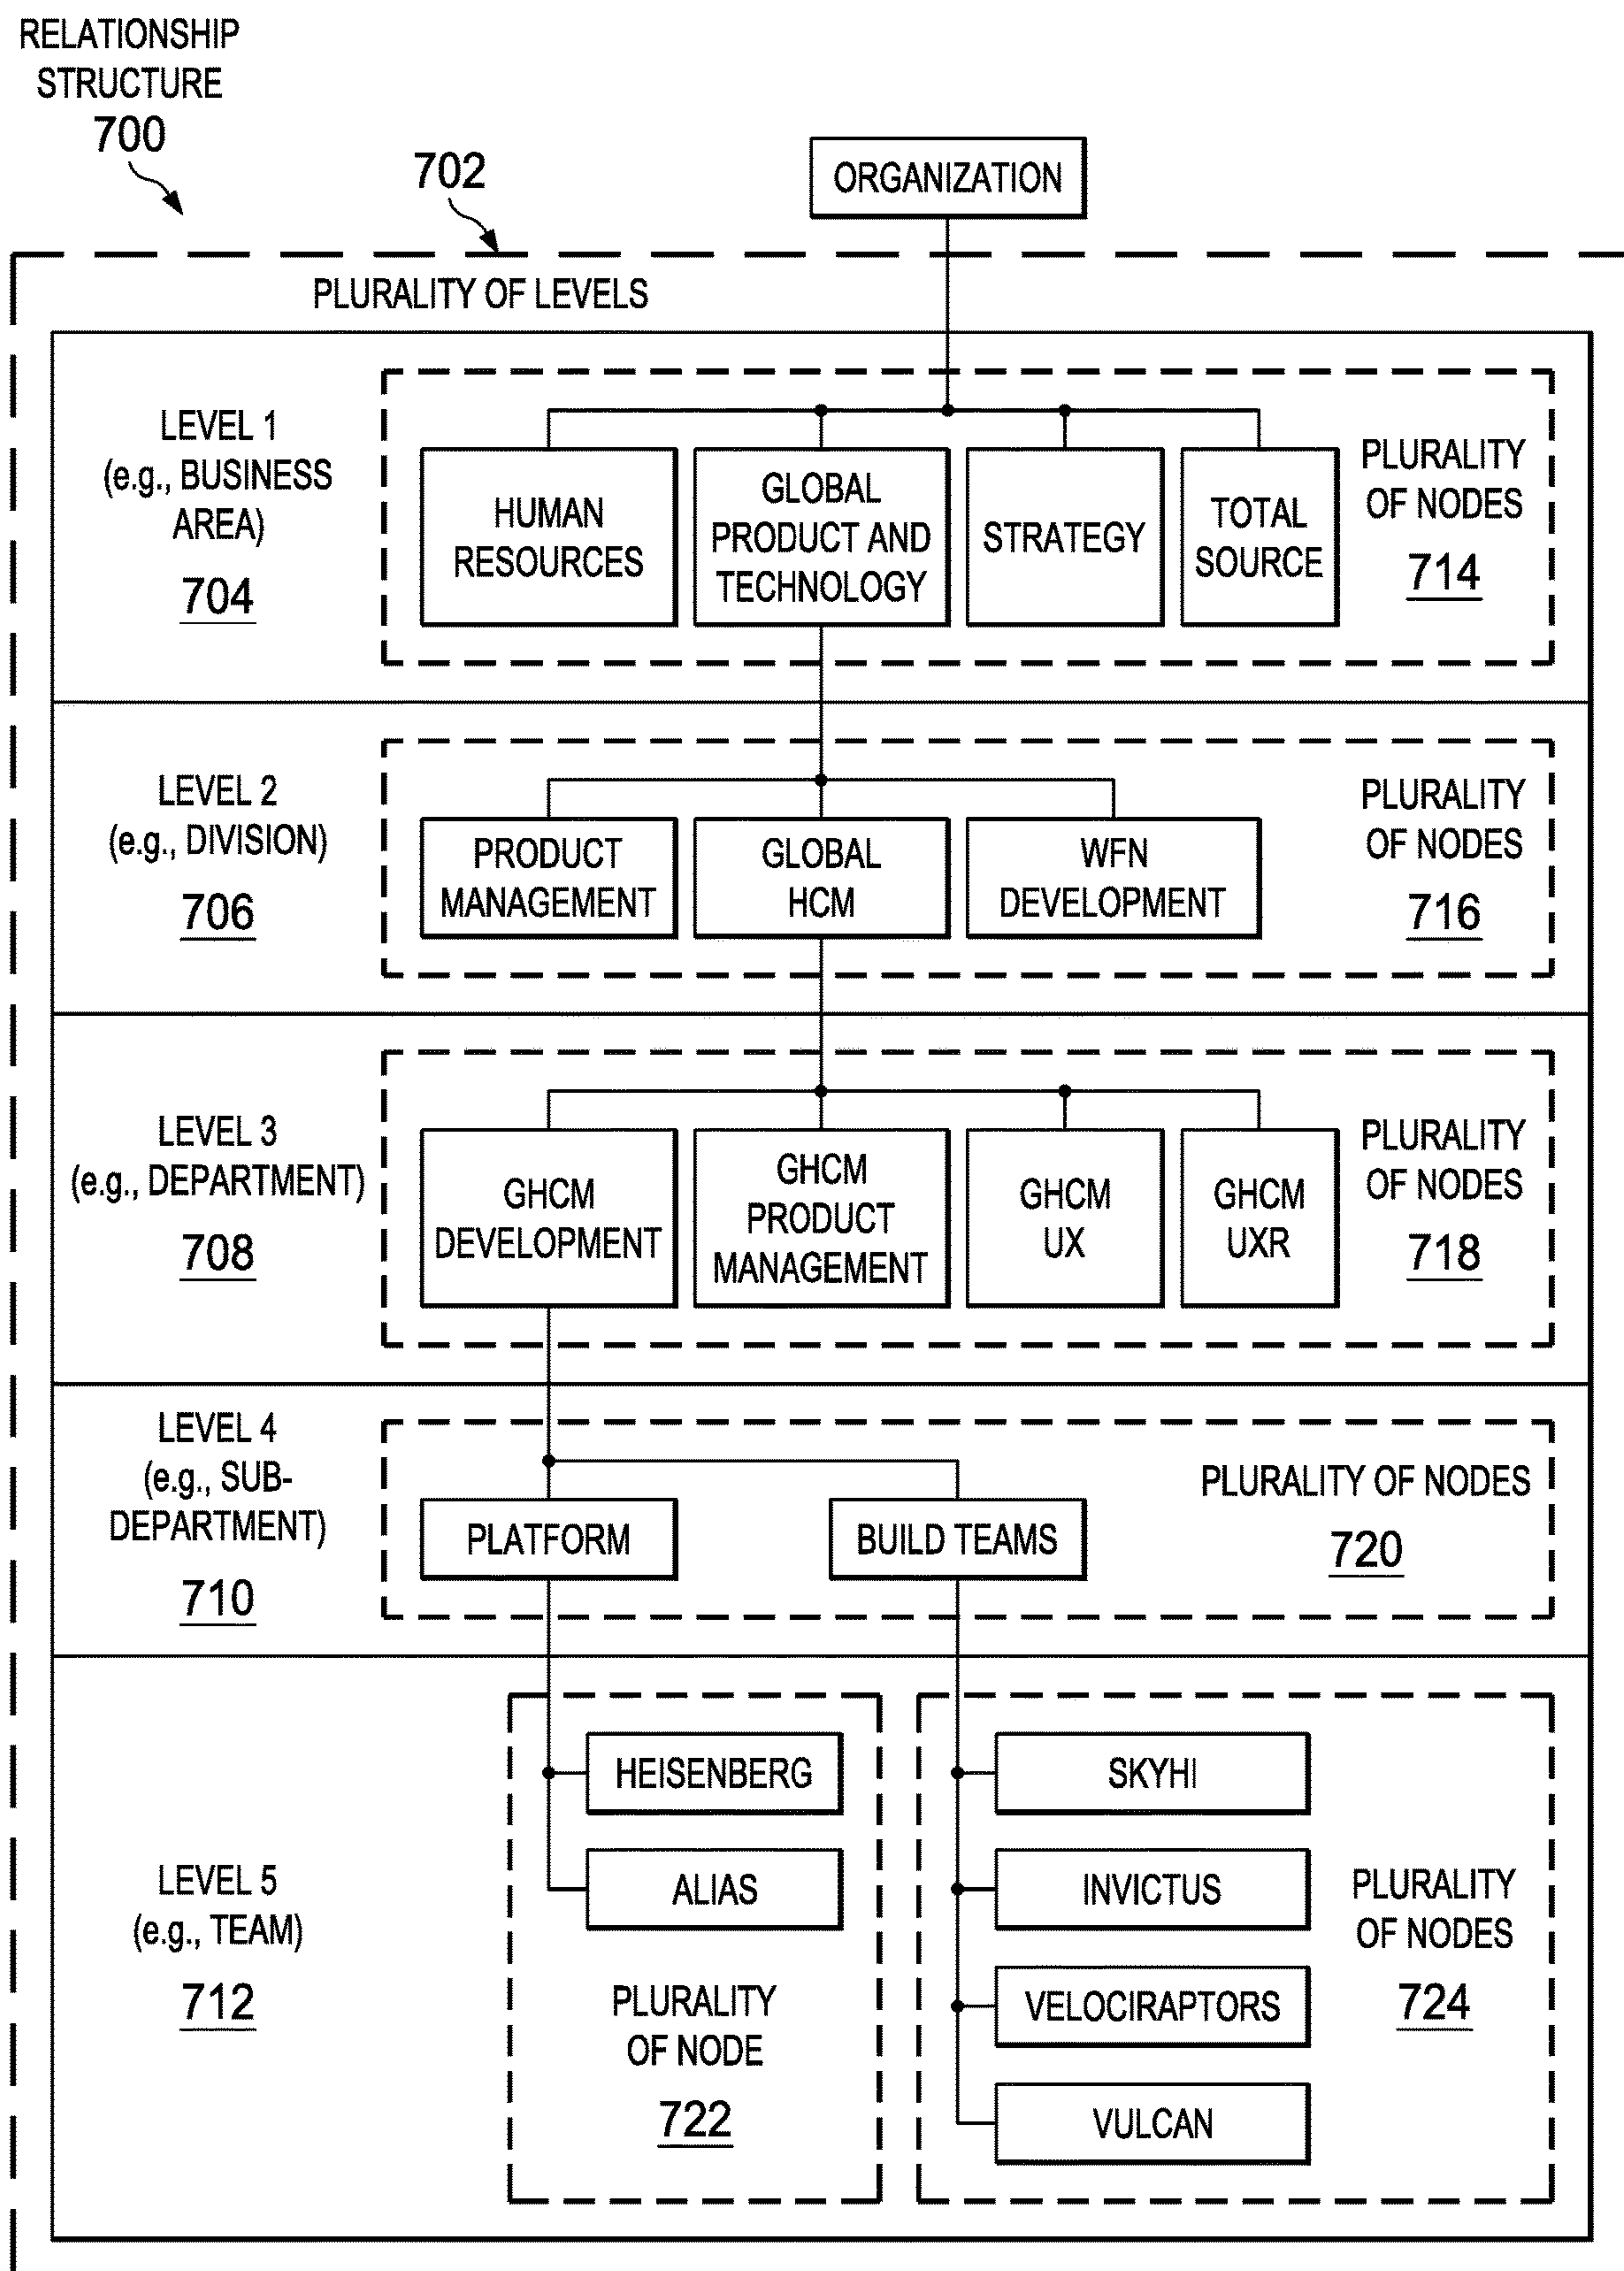 RELATIONSHIP
STRUCTURE
700
702
ORGANIZATION
PLURALITY OF LEVELS
LEVEL 1
(e.g., BUSINESS
AREA)
704
HUMAN
RESOURCES
GLOBAL
PRODUCT AND
TECHNOLOGY
STRATEGY
TOTAL
SOURCE
PLURALITY
OF NODES
714
LEVEL 2
(e.g., DIVISION)
706
PRODUCT
MANAGEMENT
GLOBAL
HCM
WFN
DEVELOPMENT
PLURALITY
OF NODES
716
LEVEL 3
(e.g., DEPARTMENT)
708
GHCM
DEVELOPMENT
GHCM
PRODUCT
MANAGEMENT
GHCM
UX
GHCM
UXR
PLURALITY
OF NODES
718
LEVEL 4
(e.g., SUB-
DEPARTMENT)
710
PLATFORM
BUILD TEAMS
PLURALITY OF NODES
720
LEVEL 5
(e.g., TEAM)
712
HEISENBERG
ALIAS
PLURALITY
OF NODE
722
SKYHI
INVICTUS
VELOCIRAPTORS
VULCAN
PLURALITY
OF NODES
724